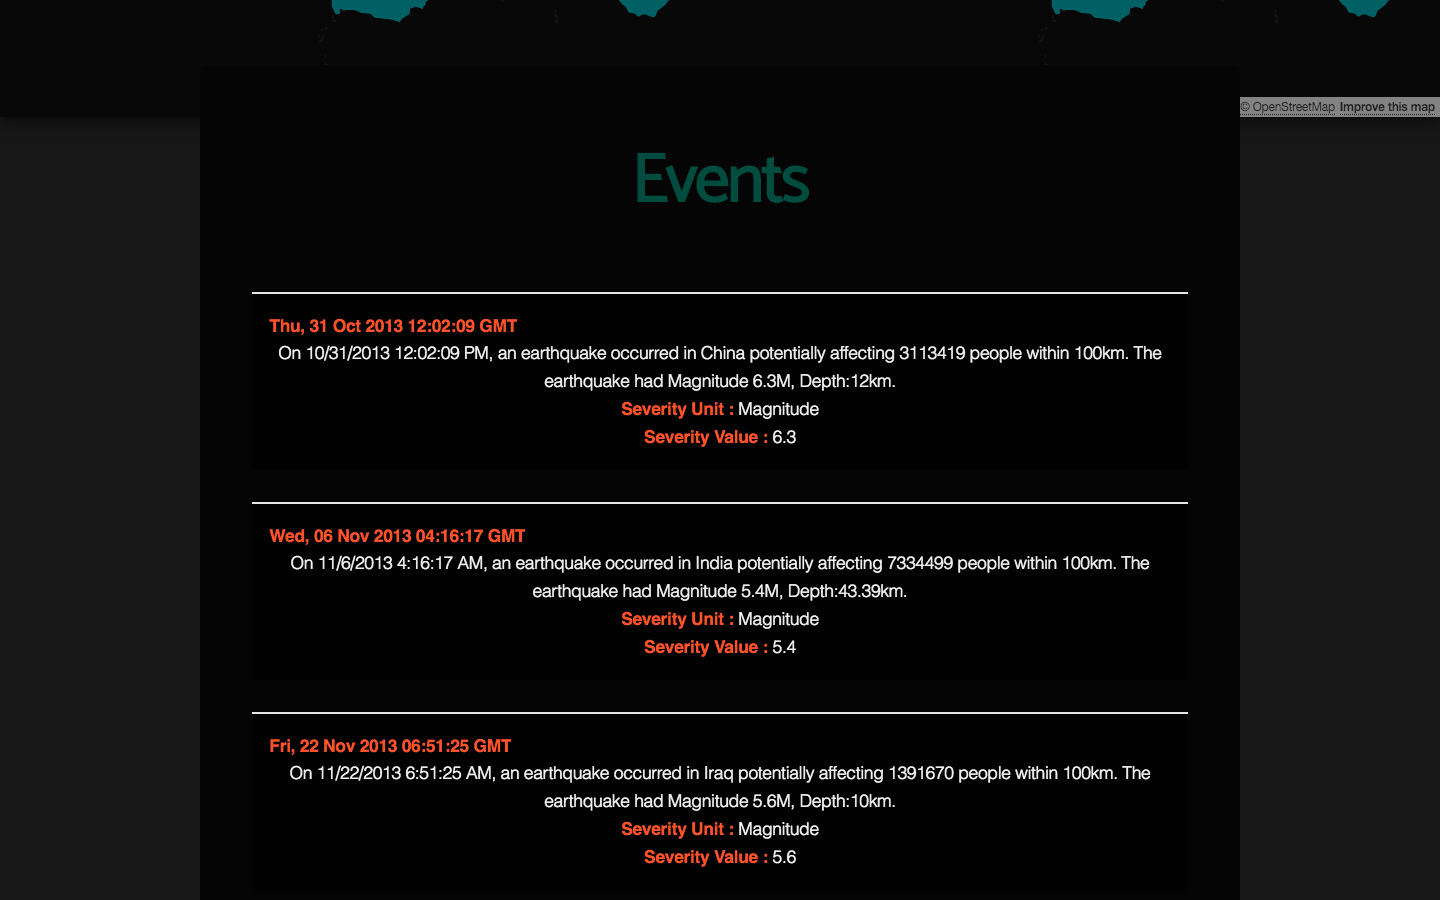 © OpenStreetMap Improve this map
Events
Thu, 31 Oct 2013 12:02:09 GMT
On 10/31/2013 12:02:09 PM, an earthquake occurred in China potentially affecting 3113419 people within 100km. The
earthquake had Magnitude 6.3M, Depth:12km.
Severity Unit : Magnitude
Severity Value : 6.3
Wed, 06 Nov 2013 04:16:17 GMT
On 11/6/2013 4:16:17 AM, an earthquake occurred in India potentially affecting 7334499 people within 100km. The
earthquake had Magnitude 5.4M, Depth:43.39km.
Severity Unit : Magnitude
Severity Value : 5.4
Fri, 22 Nov 2013 06:51:25 GMT
On 11/22/2013 6:51:25 AM, an earthquake occurred in Iraq potentially affecting 1391670 people within 100km. The
earthquake had Magnitude 5.6M, Depth:10km.
Severity Unit : Magnitude
Severity Value : 5.6